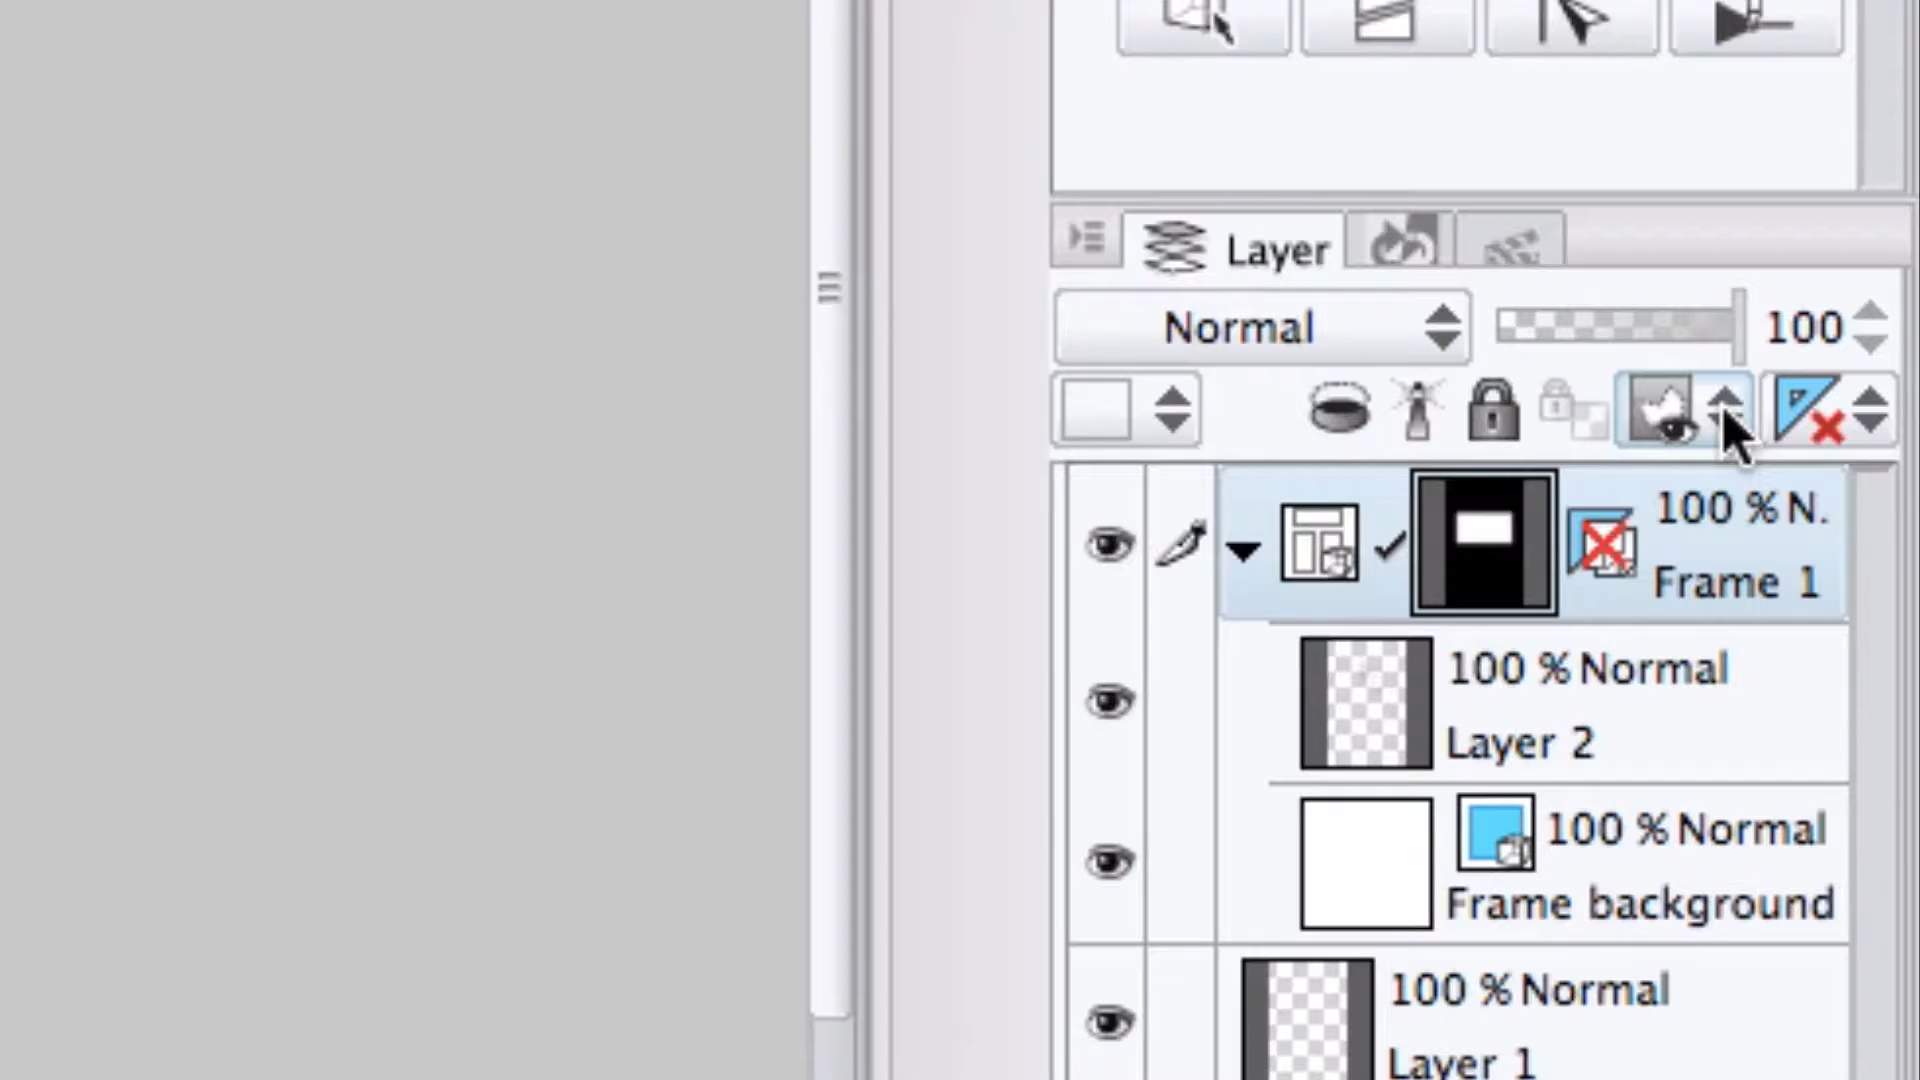 Layer
Normal
100
100 % N.
Frame 1
100 % Normal
Layer 2
100 % Normal
Frame background
100 % Normal
Layer 1